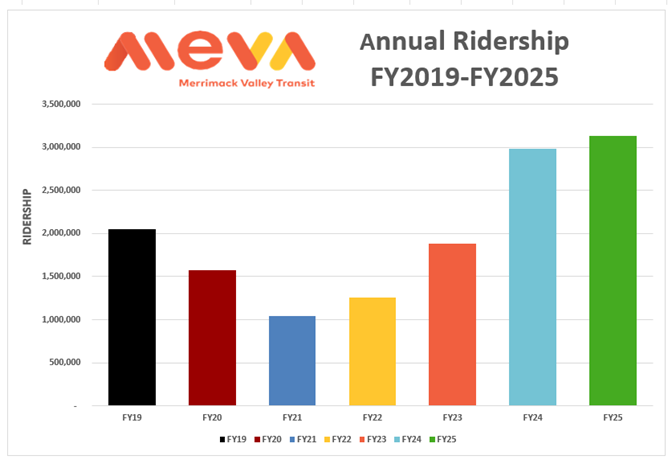 MEVA
Merrimack Valley Transit
Annual Ridership
FY2019-FY2025
3,500,000
3,000,000
2,500,000
2,000,000
1,500,000
1,000,000
500,000
-
RIDERSHIP
FY19 FY20 FY21 FY22 FY23 FY24 FY25
FY19 FY20 FY21 FY22 FY23 FY24 FY25